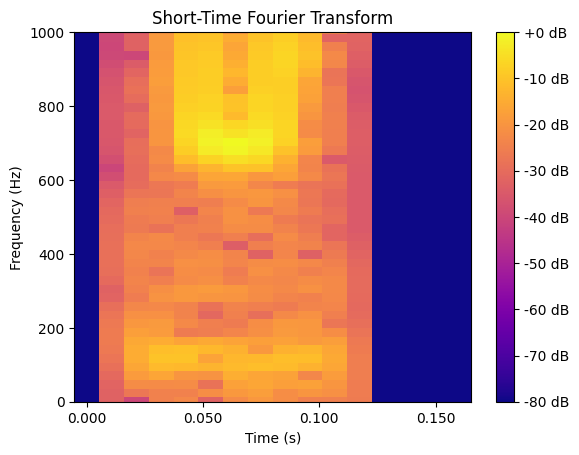 Short-Time Fourier Transform
1000
800
600
400
200
0
Frequency (Hz)
0.000
0.050
0.100
0.150
Time (s)
+0 dB
-10 dB
-20 dB
-30 dB
-40 dB
-50 dB
-60 dB
-70 dB
-80 dB